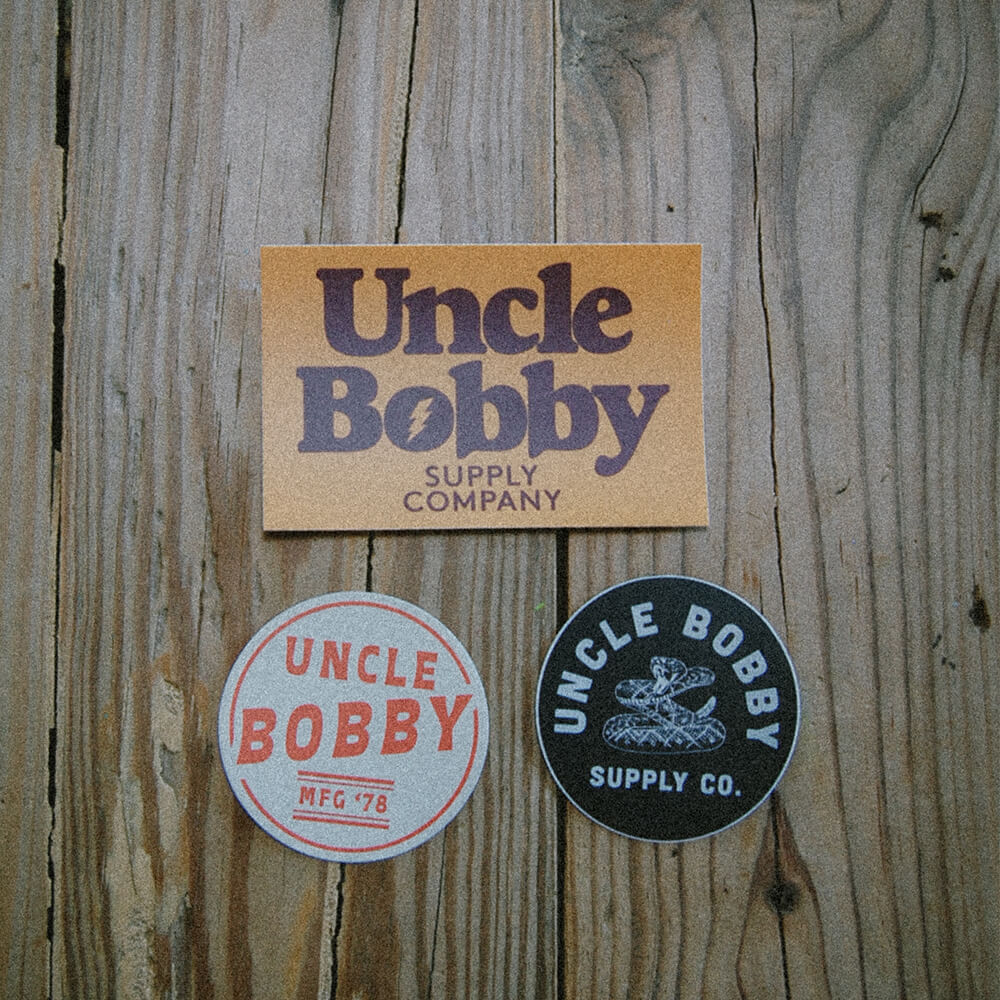 Uncle
Bobby
SUPPLY
COMPANY
UNCLE
BOBBY
MFG ‘78
UNCLE BOBBY
SUPPLY CO.